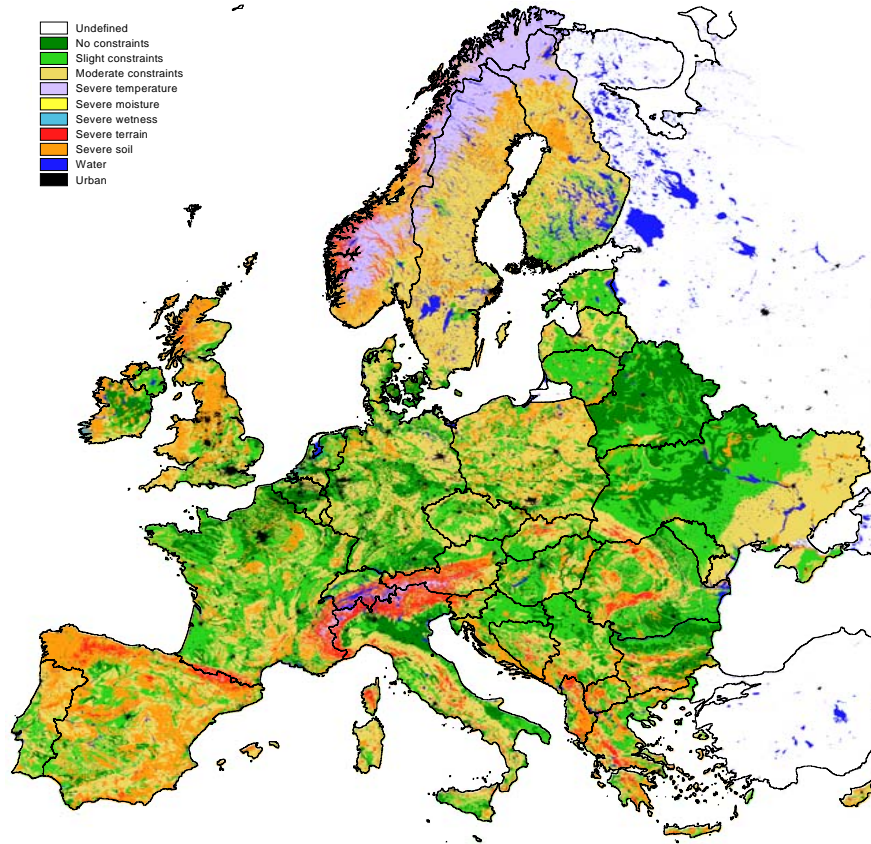 Undefined
No constraints
Slight constraints
Moderate constraints
Severe temperature
Severe moisture
Severe wetness
Severe terrain
Severe soil
Water
Urban